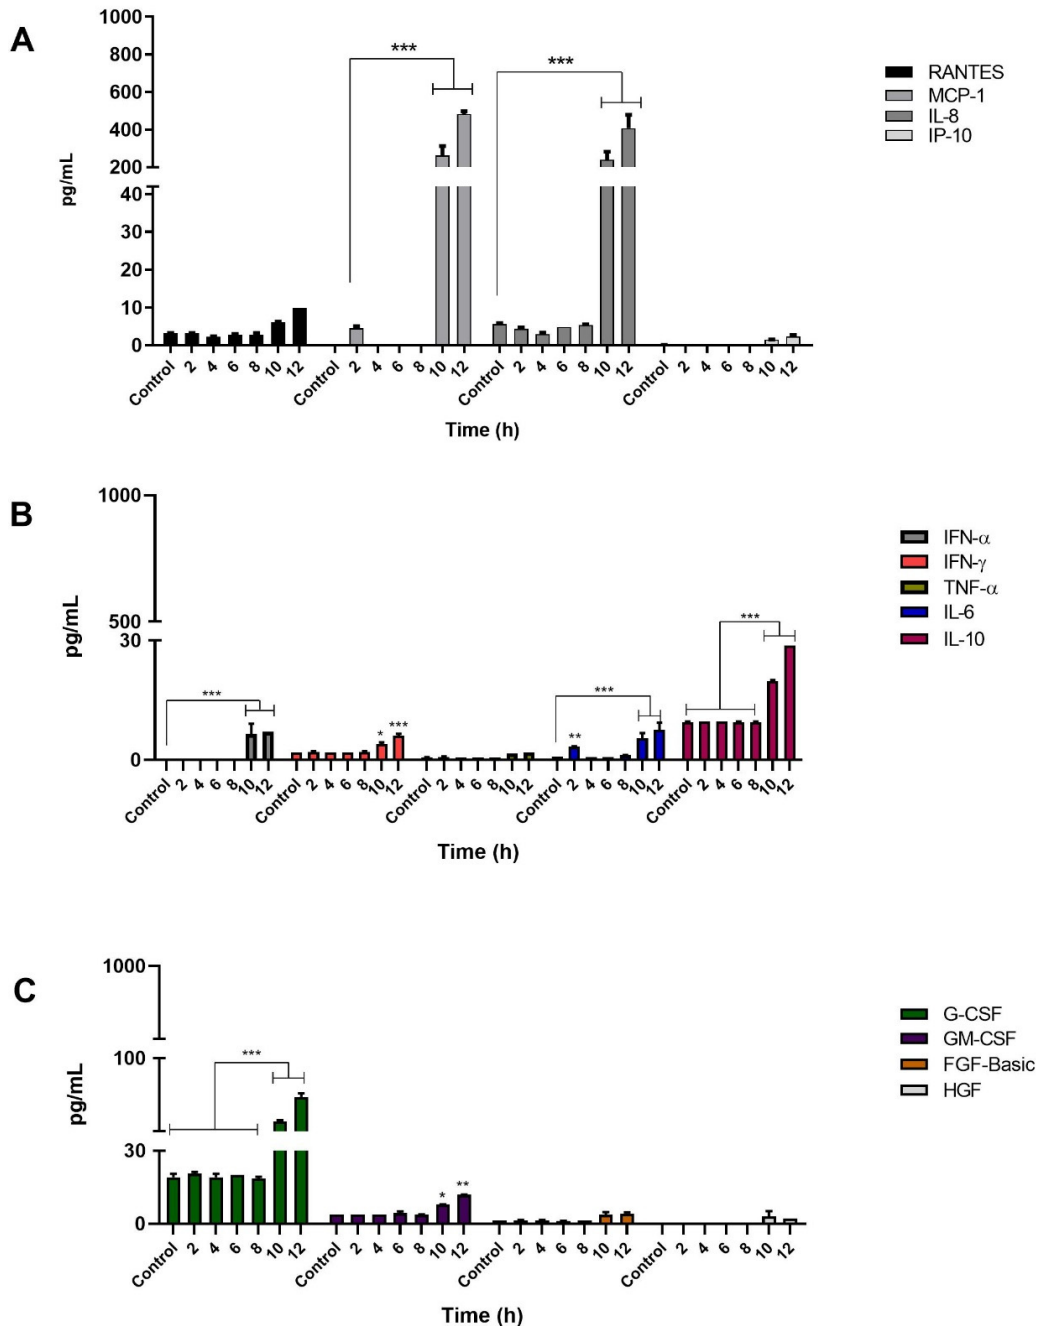 A
1000
800
600
400
200
40
30
20
10
0
pg/mL
***
***
RANTES
MCP-1
IL-8
IP-10
Control 2 4 6 8 10 12 Control 2 4 6 8 10 12 Control 2 4 6 8 10 12 Control 2 4 6 8 10 12
Time (h)
B
1000
500
30
0
pg/mL
***
* ***
** ***
***
IFN-α
IFN-γ
TNF-α
IL-6
IL-10
Control 2 4 6 8 10 12 Control 2 4 6 8 10 12 Control 2 4 6 8 10 12 Control 2 4 6 8 10 12 Control 2 4 6 8 10 12
Time (h)
C
1000
100
30
0
pg/mL
***
* **
G-CSF
GM-CSF
FGF-Basic
HGF
Control 2 4 6 8 10 12 Control 2 4 6 8 10 12 Control 2 4 6 8 10 12 Control 2 4 6 8 10 12
Time (h)